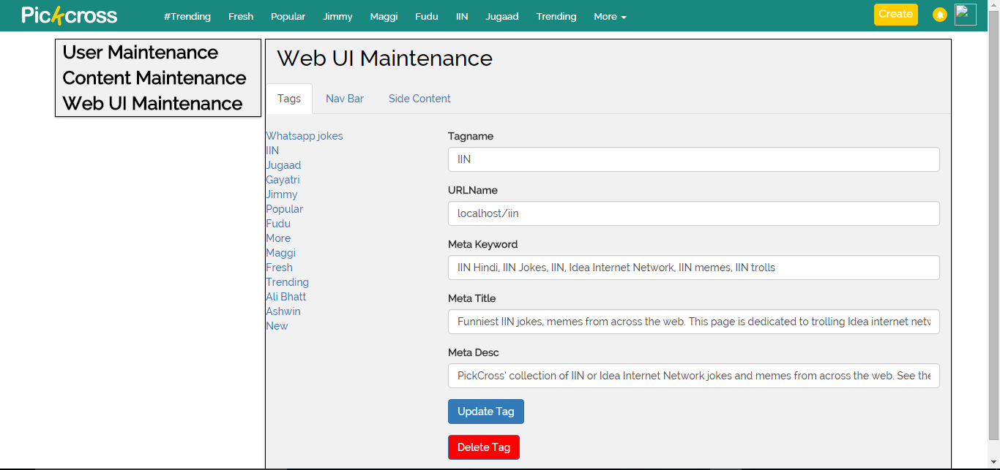 Pickcross #Trending Fresh Popular Jimmy Maggi Fudu IIN Jugaad Trending More Create
User Maintenance
Content Maintenance
Web UI Maintenance
Web UI Maintenance
Tags Nav Bar Side Content
Whatsapp jokes
IIN
Jugaad
Gayatri
Jimmy
Popular
Fudu
More
Maggi
Fresh
Trending
Ali Bhatt
Ashwin
New
Tagname
IIN
URLName
localhost/iin
Meta Keyword
IIN Hindi, IIN Jokes, IIN, Idea Internet Network, IIN memes, IIN trolls
Meta Title
Funniest IIN jokes, memes from across the web. This page is dedicated to trolling Idea internet netw
Meta Desc
PickCross' collection of IIN or Idea Internet Network jokes and memes from across the web. See the
Update Tag
Delete Tag